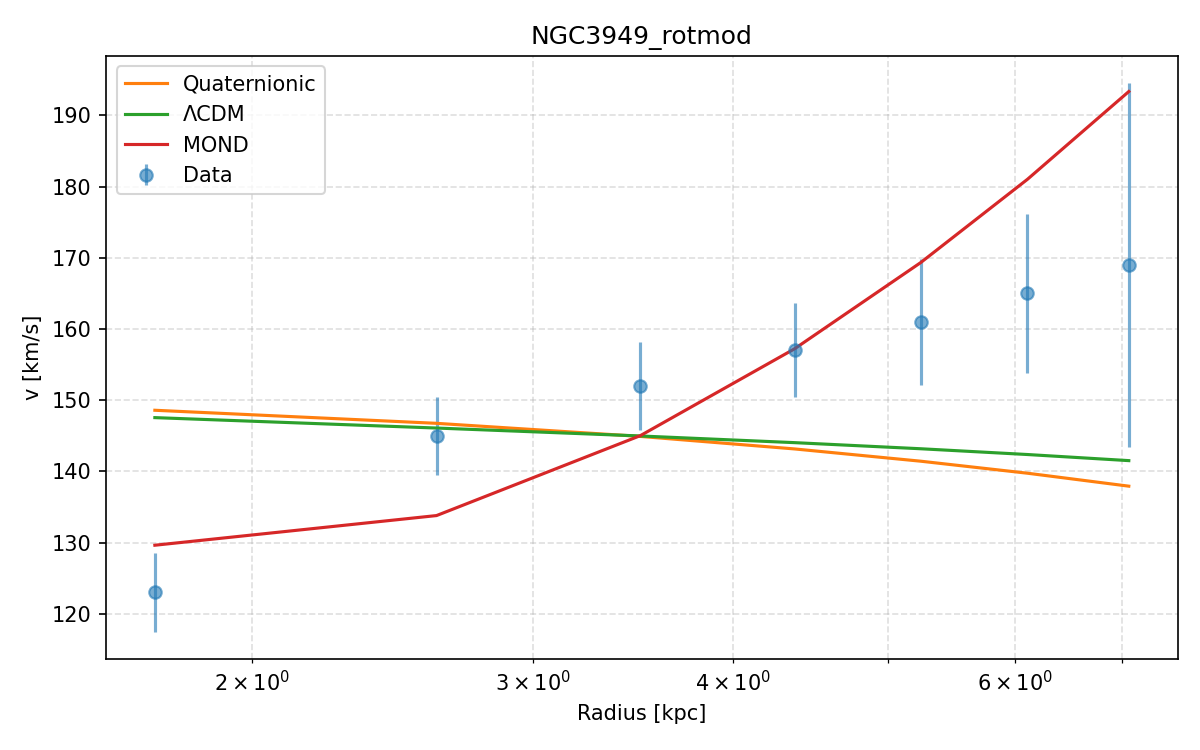 NGC3949_rotmod
Quaternionic
ΛCDM
MOND
Data
190
180
170
160
150
140
130
120
v [km/s]
2 × 10⁰
3 × 10⁰
4 × 10⁰
6 × 10⁰
Radius [kpc]